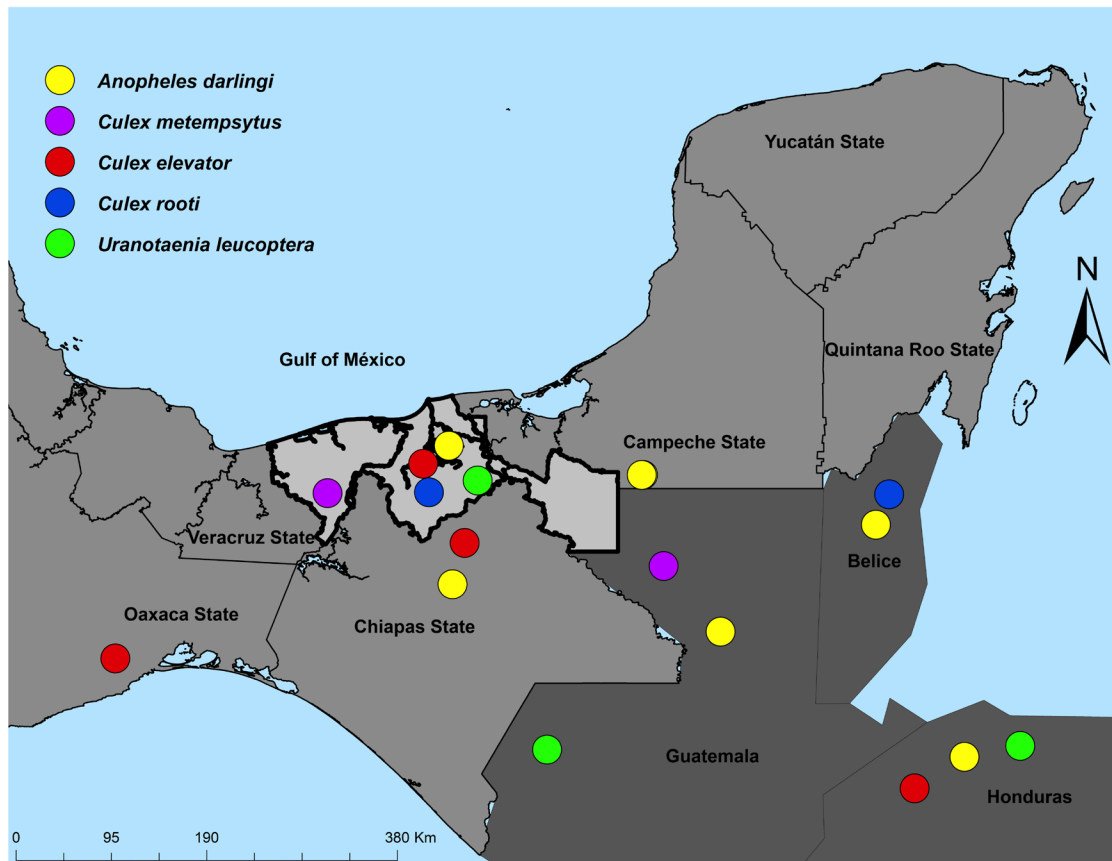 Anopheles darlingi
Culex metempsytus
Culex elevator
Culex rooti
Uranotaenia leucoptera
Yucatán State
N
Quintana Roo State
Gulf of México
Campeche State
Veracruz State
Belice
Oaxaca State
Chiapas State
Guatemala
Honduras
0 95 190 380 Km